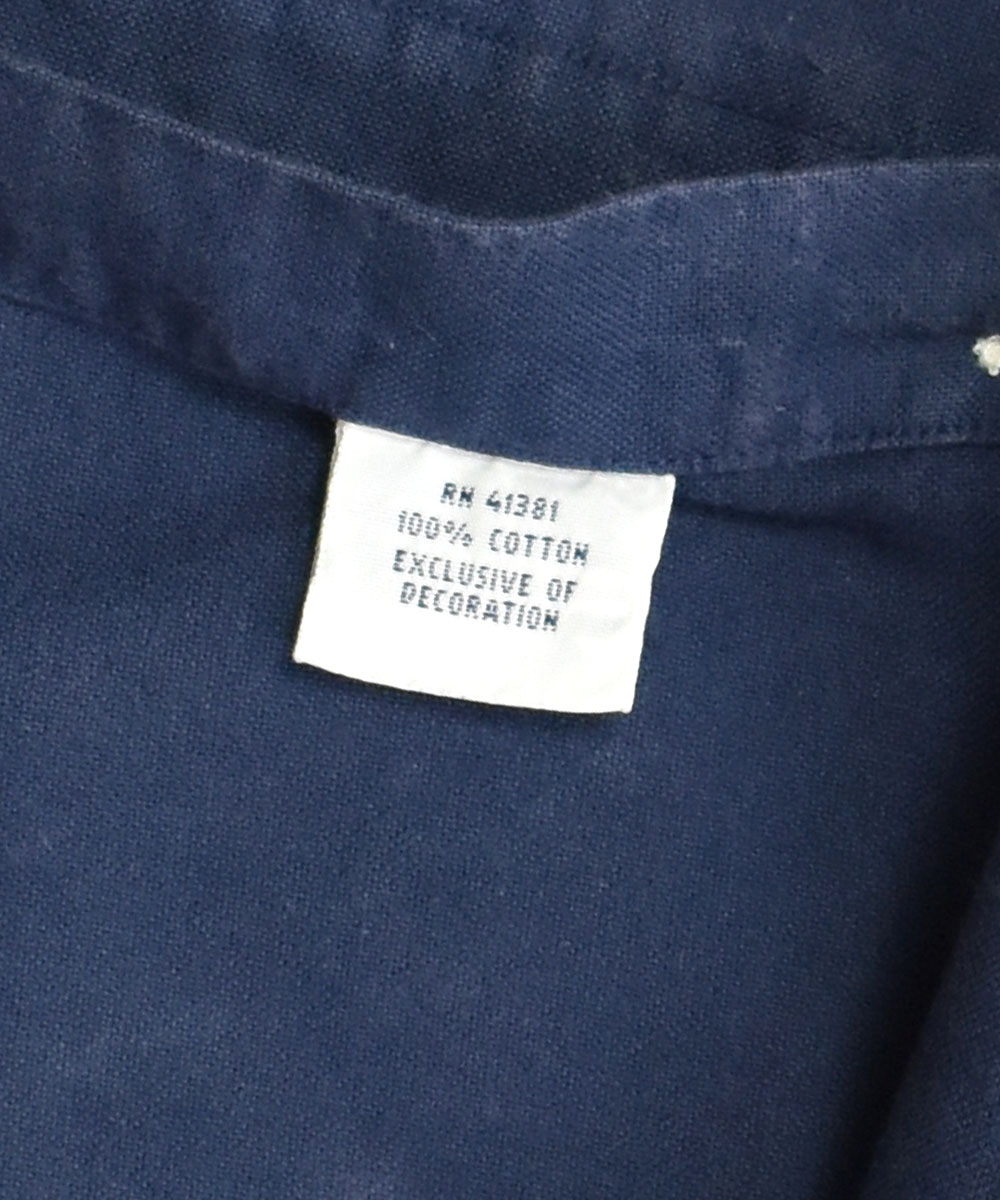 RN 41381
100% COTTON
EXCLUSIVE OF
DECORATION